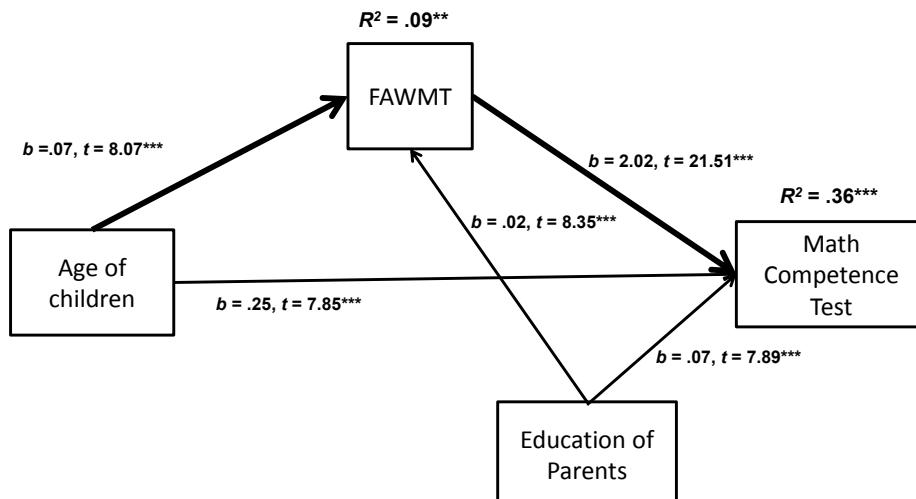 R² = .09**
FAWMT
b =.07, t = 8.07***
b = 2.02, t = 21.51***
R² = .36***
b = .02, t = 8.35***
Age of
children
Math
Competence
Test
b = .25, t = 7.85***
b = .07, t = 7.89***
Education of
Parents